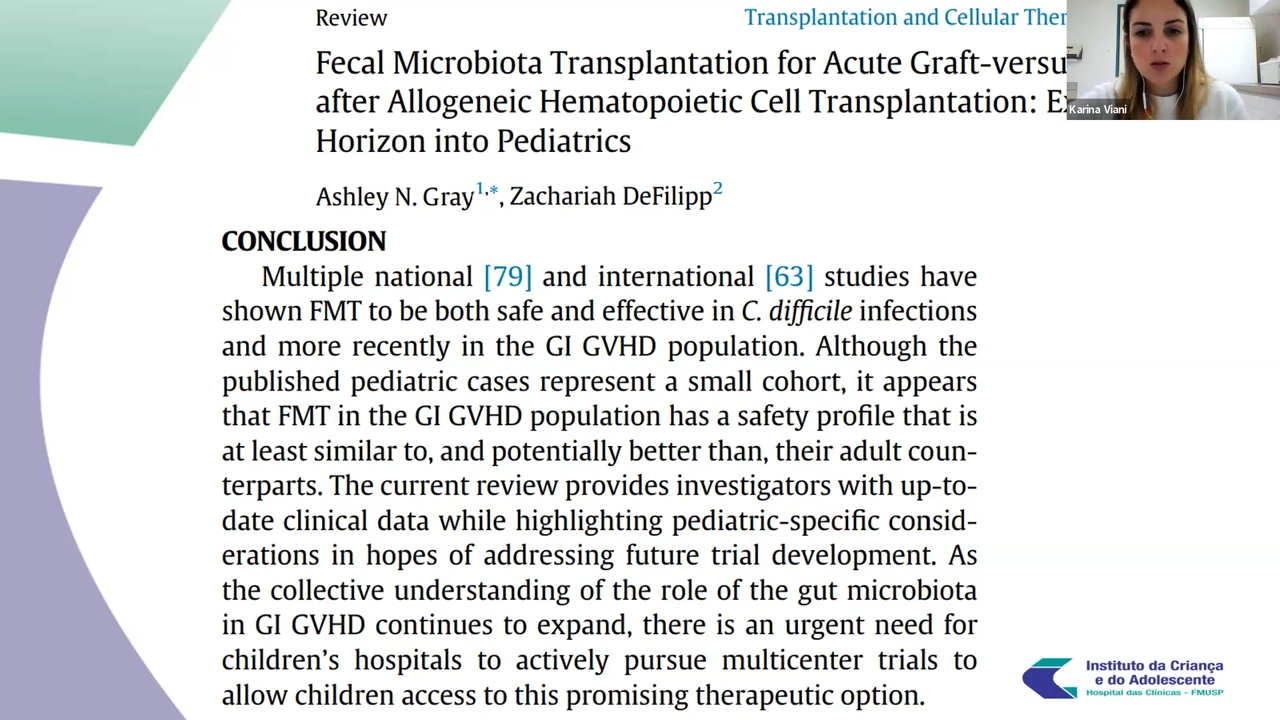 Review
Transplantation and Cellular Ther
Fecal Microbiota Transplantation for Acute Graft-versu
after Allogeneic Hematopoietic Cell Transplantation: E
Horizon into Pediatrics
Karina Viani
Ashley N. Gray1,*, Zachariah DeFilipp2
CONCLUSION
Multiple national [79] and international [63] studies have
shown FMT to be both safe and effective in C. difficile infections
and more recently in the GI GVHD population. Although the
published pediatric cases represent a small cohort, it appears
that FMT in the GI GVHD population has a safety profile that is
at least similar to, and potentially better than, their adult coun-
terparts. The current review provides investigators with up-to-
date clinical data while highlighting pediatric-specific consid-
erations in hopes of addressing future trial development. As
the collective understanding of the role of the gut microbiota
in GI GVHD continues to expand, there is an urgent need for
children's hospitals to actively pursue multicenter trials to
allow children access to this promising therapeutic option.
Instituto da Criança
e do Adolescente
Hospital das Clínicas - FMUSP